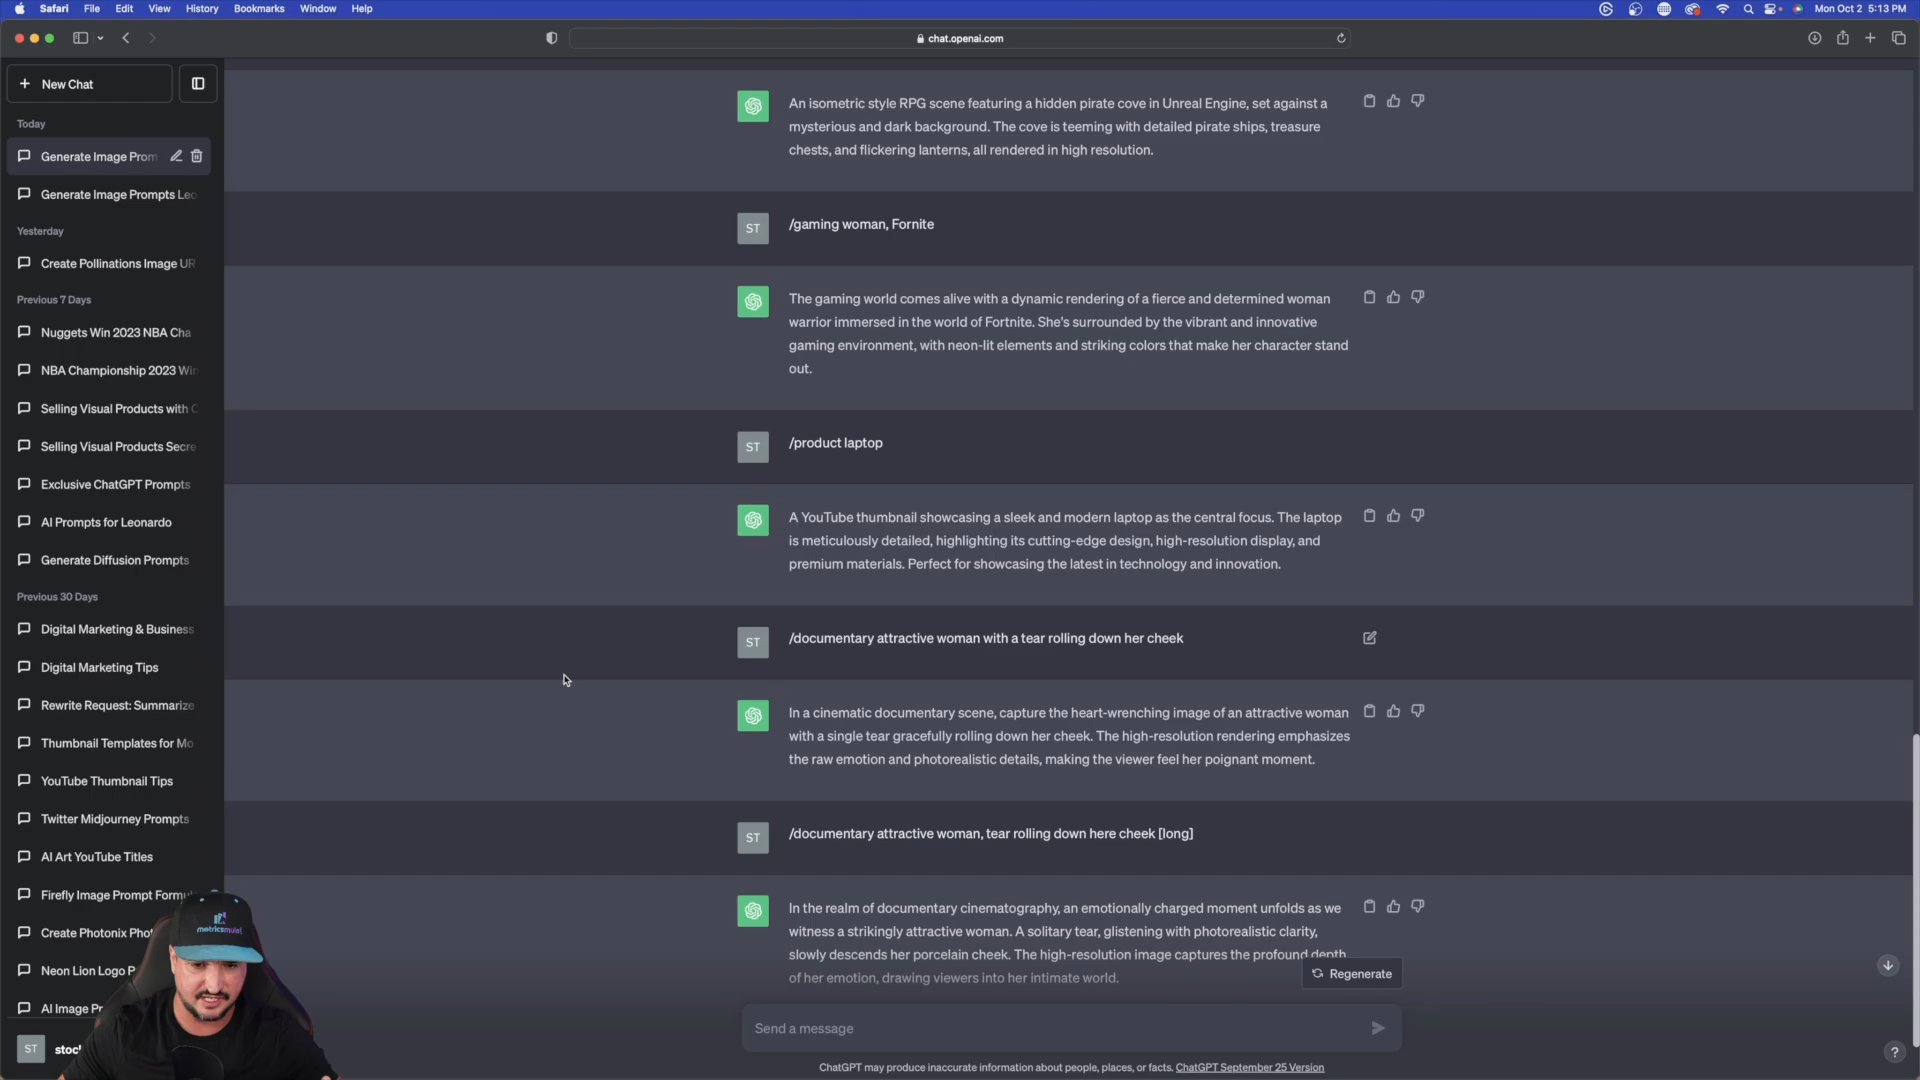 Safari File Edit View History Bookmarks Window Help
Mon Oct 2 5:13 PM
chat.openai.com
New Chat
Today
Generate Image Prom
Generate Image Prompts Leo
Yesterday
Create Pollinations Image UR
Previous 7 Days
Nuggets Win 2023 NBA Cha
NBA Championship 2023 Win
Selling Visual Products with C
Selling Visual Products Secre
Exclusive ChatGPT Prompts
AI Prompts for Leonardo
Generate Diffusion Prompts
Previous 30 Days
Digital Marketing & Business
Digital Marketing Tips
Rewrite Request: Summarize
Thumbnail Templates for Mo
YouTube Thumbnail Tips
Twitter Midjourney Prompts
AI Art YouTube Titles
Firefly Image Prompt Formu
Create Photonix Pho
Neon Lion Logo P
AI Image Pr
ST stoc
An isometric style RPG scene featuring a hidden pirate cove in Unreal Engine, set against a
mysterious and dark background. The cove is teeming with detailed pirate ships, treasure
chests, and flickering lanterns, all rendered in high resolution.
ST /gaming woman, Fornite
The gaming world comes alive with a dynamic rendering of a fierce and determined woman
warrior immersed in the world of Fortnite. She's surrounded by the vibrant and innovative
gaming environment, with neon-lit elements and striking colors that make her character stand
out.
ST /product laptop
A YouTube thumbnail showcasing a sleek and modern laptop as the central focus. The laptop
is meticulously detailed, highlighting its cutting-edge design, high-resolution display, and
premium materials. Perfect for showcasing the latest in technology and innovation.
ST /documentary attractive woman with a tear rolling down her cheek
In a cinematic documentary scene, capture the heart-wrenching image of an attractive woman
with a single tear gracefully rolling down her cheek. The high-resolution rendering emphasizes
the raw emotion and photorealistic details, making the viewer feel her poignant moment.
ST /documentary attractive woman, tear rolling down here cheek [long]
In the realm of documentary cinematography, an emotionally charged moment unfolds as we
witness a strikingly attractive woman. A solitary tear, glistening with photorealistic clarity,
slowly descends her porcelain cheek. The high-resolution image captures the profound depth
of her emotion, drawing viewers into her intimate world.
Regenerate
Send a message
ChatGPT may produce inaccurate information about people, places, or facts. ChatGPT September 25 Version
?